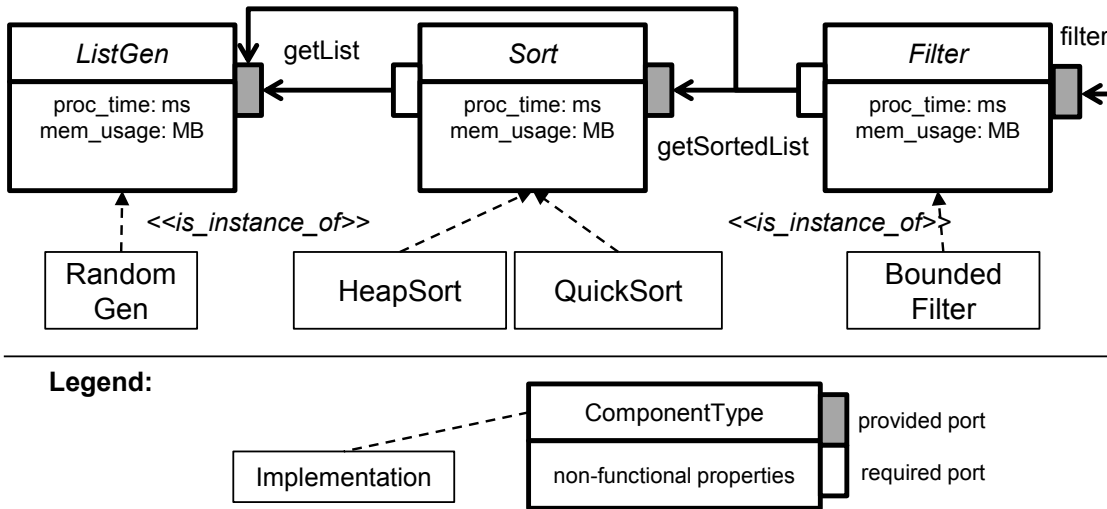 ListGen
getList
Sort
Filter
filter
proc_time: ms
mem_usage: MB
proc_time: ms
mem_usage: MB
proc_time: ms
mem_usage: MB
getSortedList
<<is_instance_of>>
<<is_instance_of>>
Random
Gen
HeapSort
QuickSort
Bounded
Filter
Legend:
ComponentType
provided port
Implementation
non-functional properties
required port